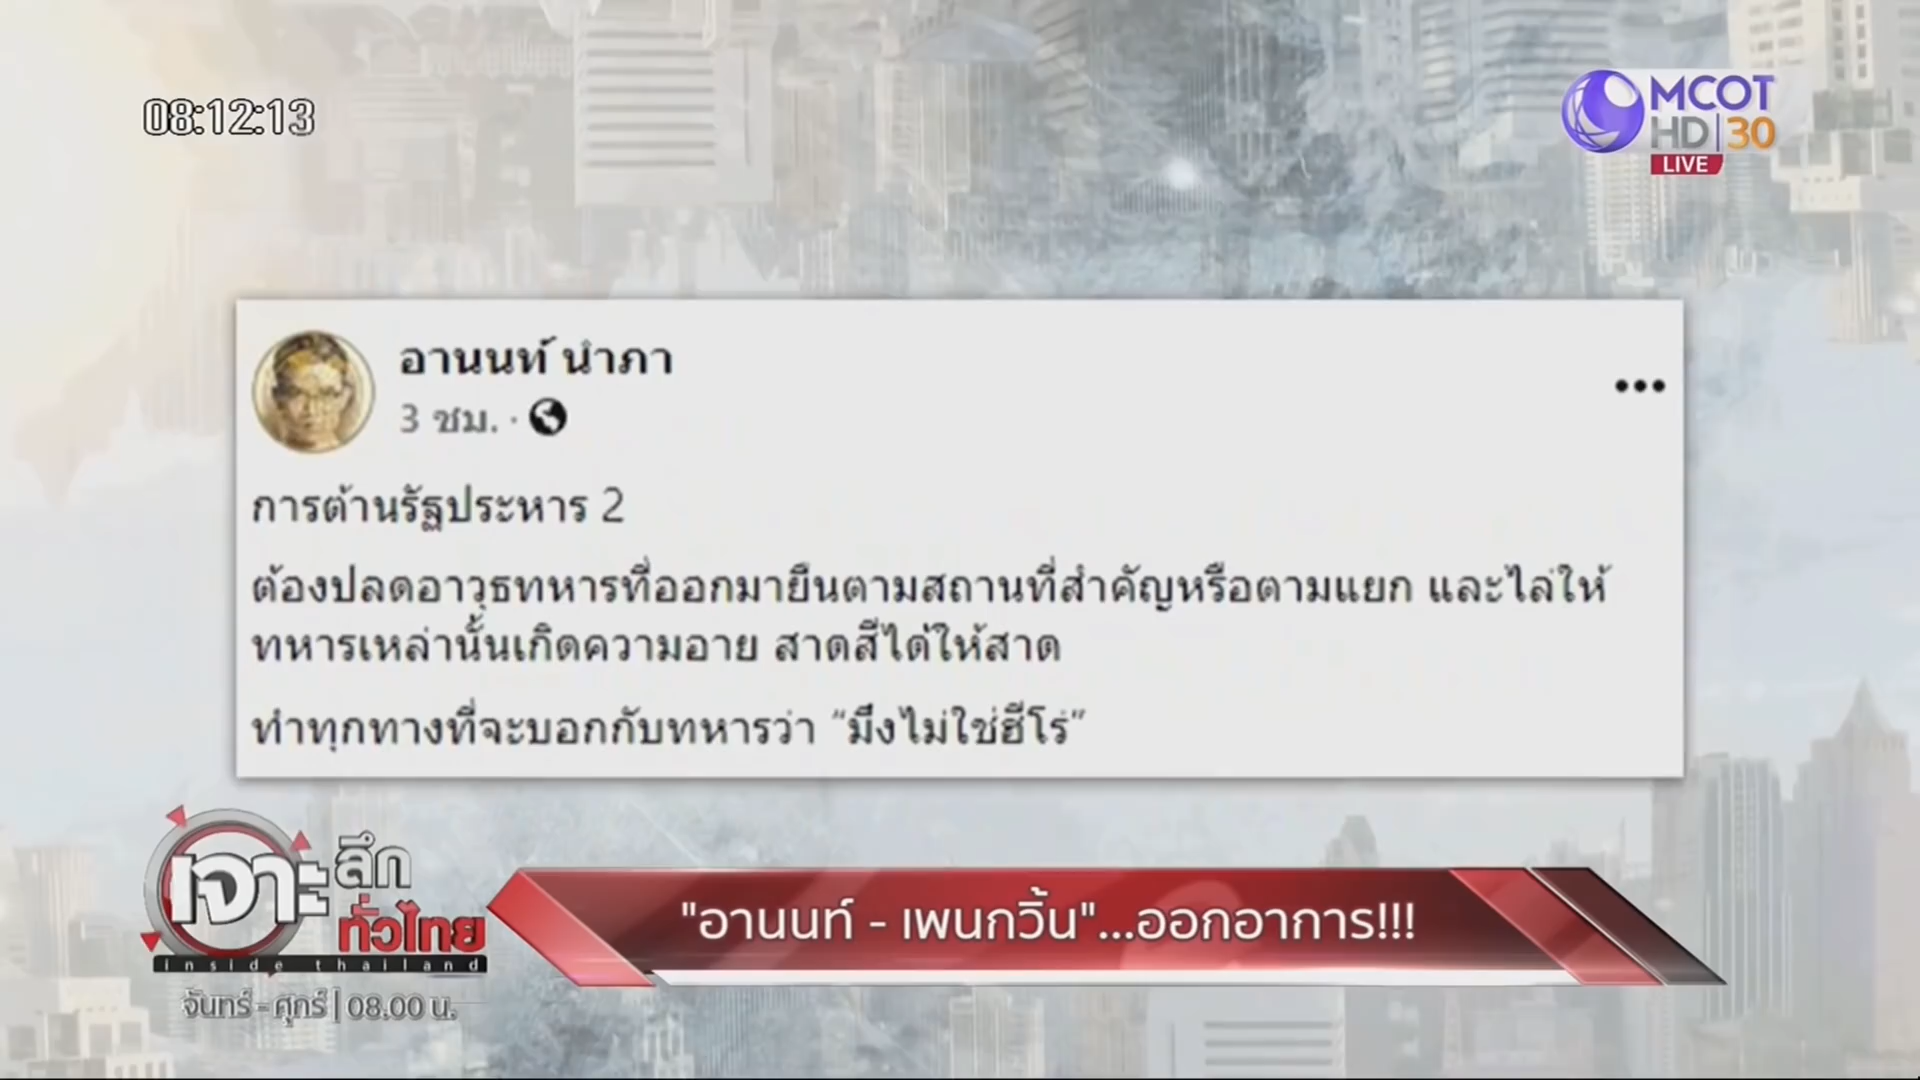 08:12:13
MCOT
HD|30
LIVE
อานนท์ นำภา
3 ชม. ·
การต้านรัฐประหาร 2
ต้องปลดอาวุธทหารที่ออกมายืนตามสถานที่สำคัญหรือตามแยก และไล่ให้
ทหารเหล่านั้นเกิดความอาย สาดสีได้ให้สาด
ทำทุกทางที่จะบอกกับทหารว่า “มึงไม่ใช่ฮีโร่”
เจาะลึก
ทั่วไทย
inside thailand
จันทร์ - ศุกร์ | 08.00 น.
"อานนท์ - เพนกวิ้น"...ออกอาการ!!!